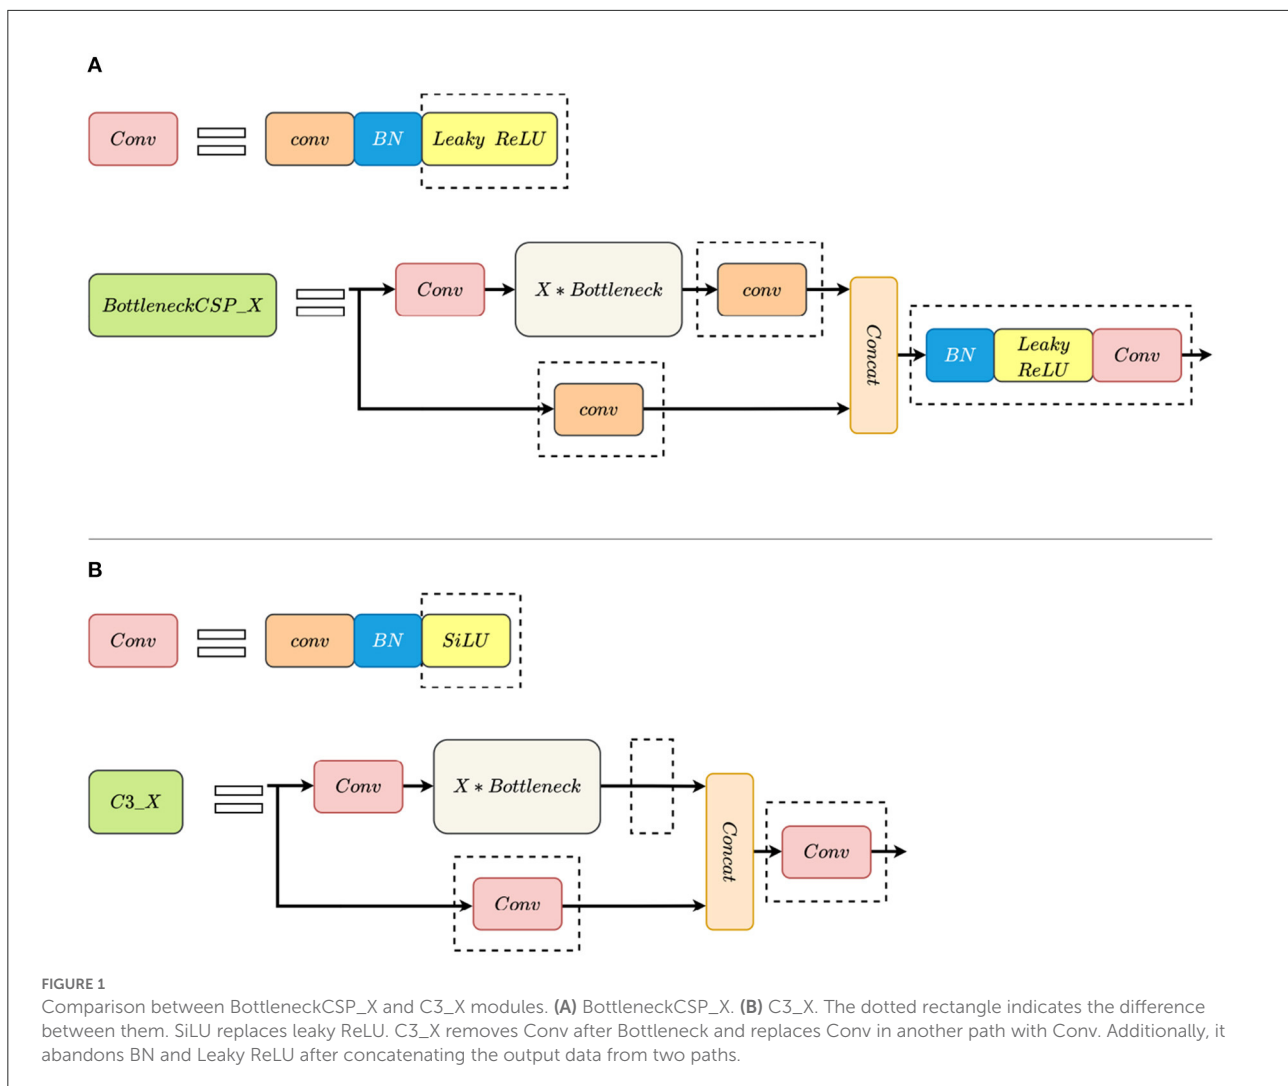 A
Conv
conv BN Leaky ReLU
BottleneckCSP_X
Conv
X * Bottleneck
conv
conv
Concat
BN
Leaky
ReLU
Conv
B
Conv
conv BN SiLU
C3_X
Conv
X * Bottleneck
Conv
Concat
Conv
FIGURE 1
Comparison between BottleneckCSP_X and C3_X modules. (A) BottleneckCSP_X. (B) C3_X. The dotted rectangle indicates the difference
between them. SiLU replaces leaky ReLU. C3_X removes Conv after Bottleneck and replaces Conv in another path with Conv. Additionally, it
abandons BN and Leaky ReLU after concatenating the output data from two paths.